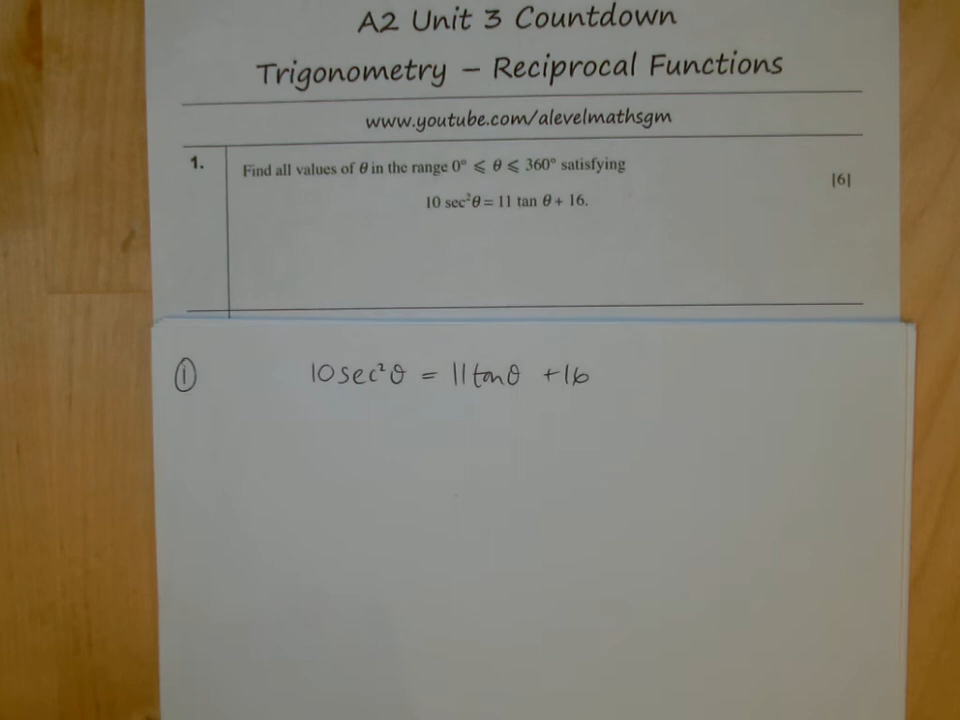 A2 Unit 3 Countdown
Trigonometry – Reciprocal Functions
www.youtube.com/alevelmathsgm
1. Find all values of θ in the range 0° ⩽ θ ⩽ 360° satisfying
[6]
10 sec²θ = 11 tan θ + 16.
① 10sec²θ = 11tanθ +16